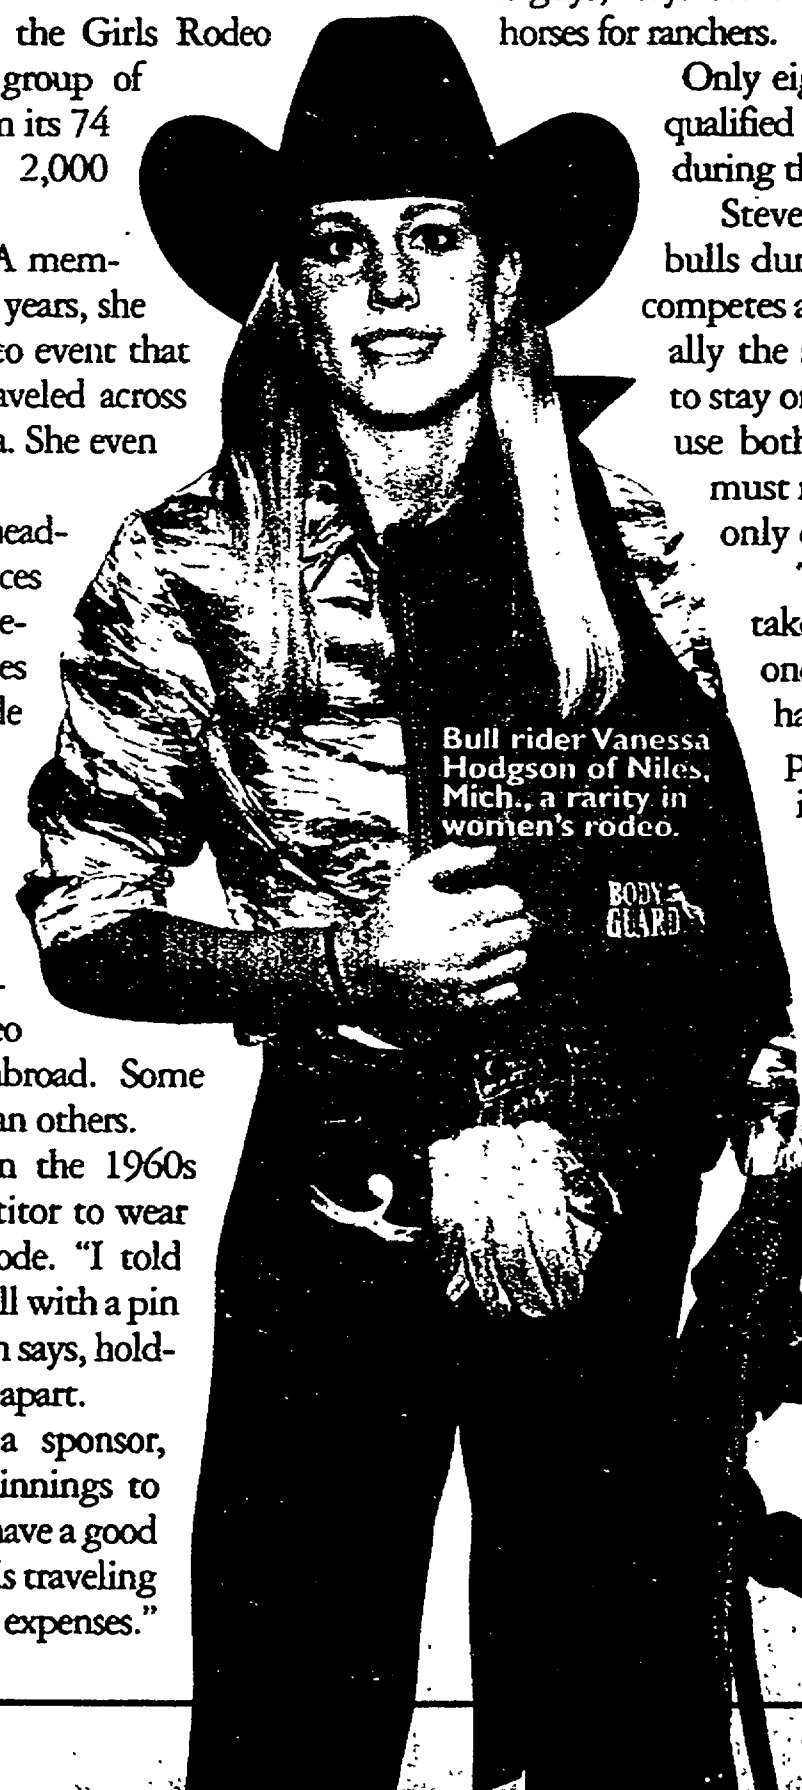 the Girls Rodeo
group of
n its 74
2,000
A mem-
years, she
eo event that
aveled across
a. She even
head-
ces
e-
es
le
-
eo
abroad. Some
an others.
n the 1960s
titor to wear
ode. “I told
ll with a pin
n says, hold-
apart.
a sponsor,
innings to
have a good
ds traveling
expenses.”
Bull rider Vanessa
Hodgson of Niles,
Mich., a rarity in
women's rodeo.
BODY
GUARD
horses for ranchers.
Only eig
qualified
during th
Steve
bulls dur
competes a
ally the s
to stay on
use both
must r
only
take
one
ha
p
i